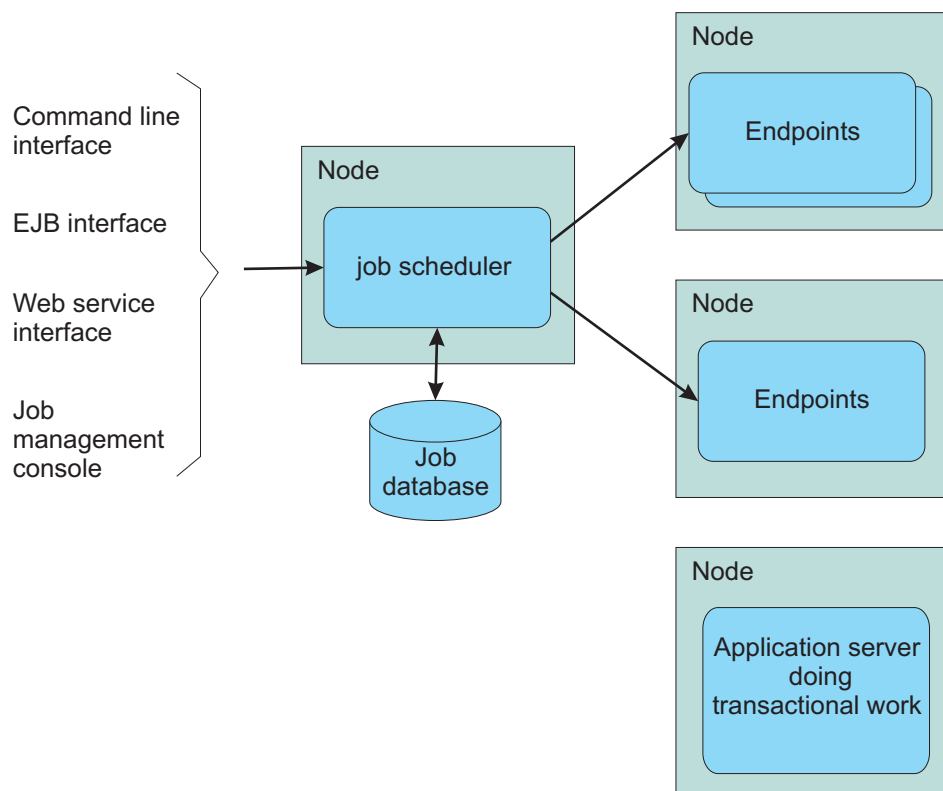 Command line
interface
EJB interface
Web service
interface
Job
management
console
Node
job scheduler
Job
database
Node
Endpoints
Node
Endpoints
Node
Application server
doing
transactional work